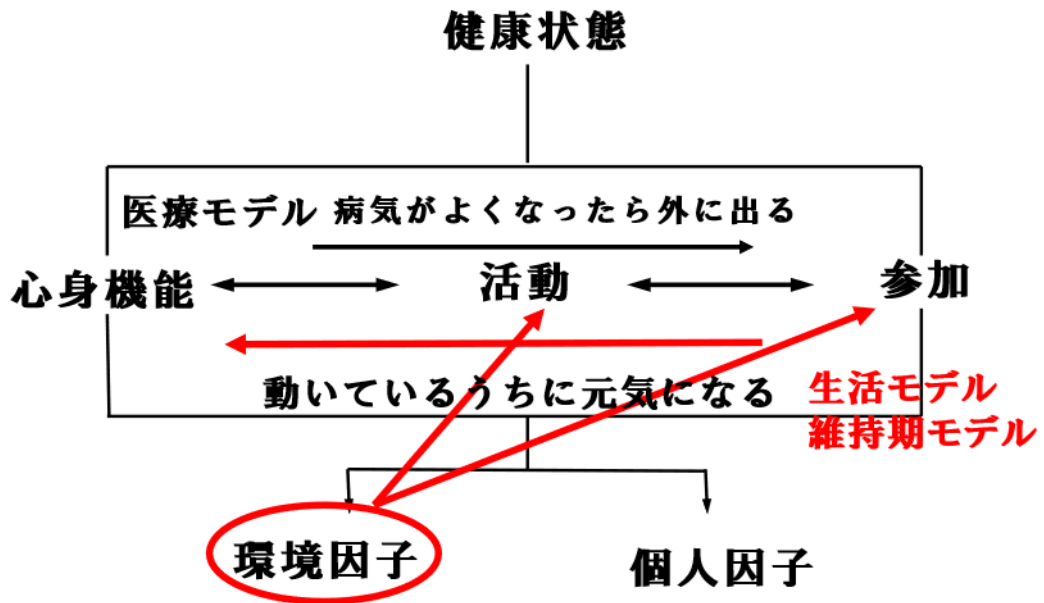 健康状態
医療モデル 病気がよくなったら外に出る
心身機能 活動 参加
動いているうちに元気になる
生活モデル
維持期モデル
環境因子
個人因子